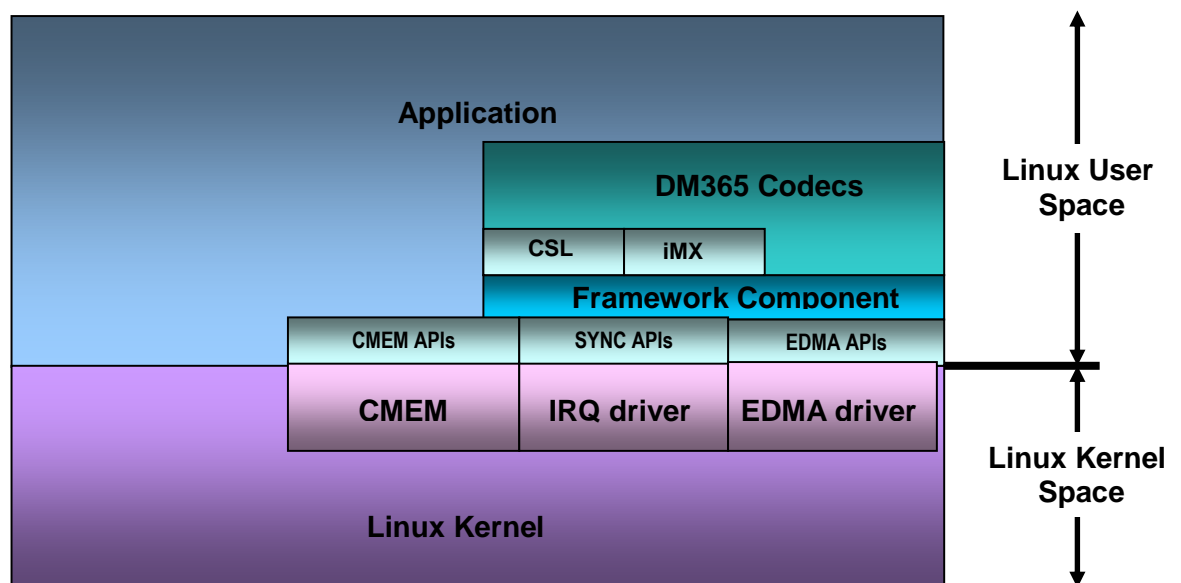 Application
DM365 Codecs
CSL
iMX
Framework Component
CMEM APIs
SYNC APIs
EDMA APIs
CMEM
IRQ driver
EDMA driver
Linux Kernel
Linux User
Space
Linux Kernel
Space